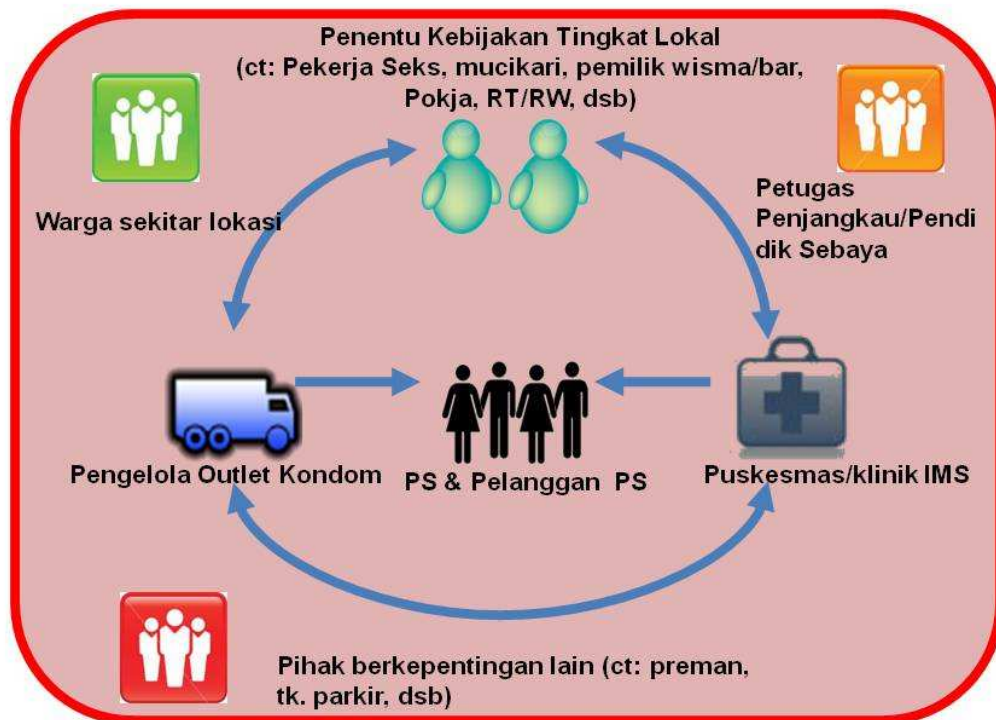 Penentu Kebijakan Tingkat Lokal
(ct: Pekerja Seks, mucikari, pemilik wisma/bar,
Pokja, RT/RW, dsb)
Warga sekitar lokasi
Petugas
Penjangkau/Pendi
dik Sebaya
Pengelola Outlet Kondom
PS & Pelanggan PS
Puskesmas/klinik IMS
Pihak berkepentingan lain (ct: preman,
tk. parkir, dsb)